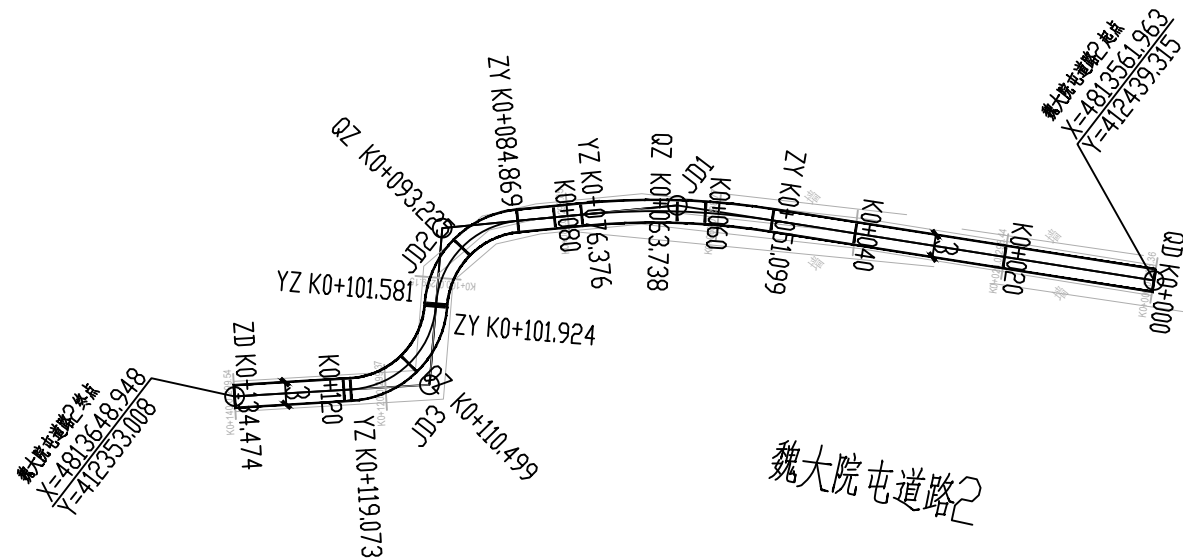 魏大院屯道路2 起点
X=4813561.963
Y=412439.315
QD K0+000
K0+020
3
K0+040
ZY K0+051.099
K0+060
JD1
QZ K0+063.738
YZ K0+076.376
K0+080
ZY K0+084.869
QZ K0+093.225
JD2
YZ K0+101.581
ZY K0+101.924
QZ K0+110.499
JD3
YZ K0+119.073
K0+120
3
ZD K0+134.474
魏大院屯道路2 终点
X=4813648.948
Y=412353.008
魏大院屯道路2